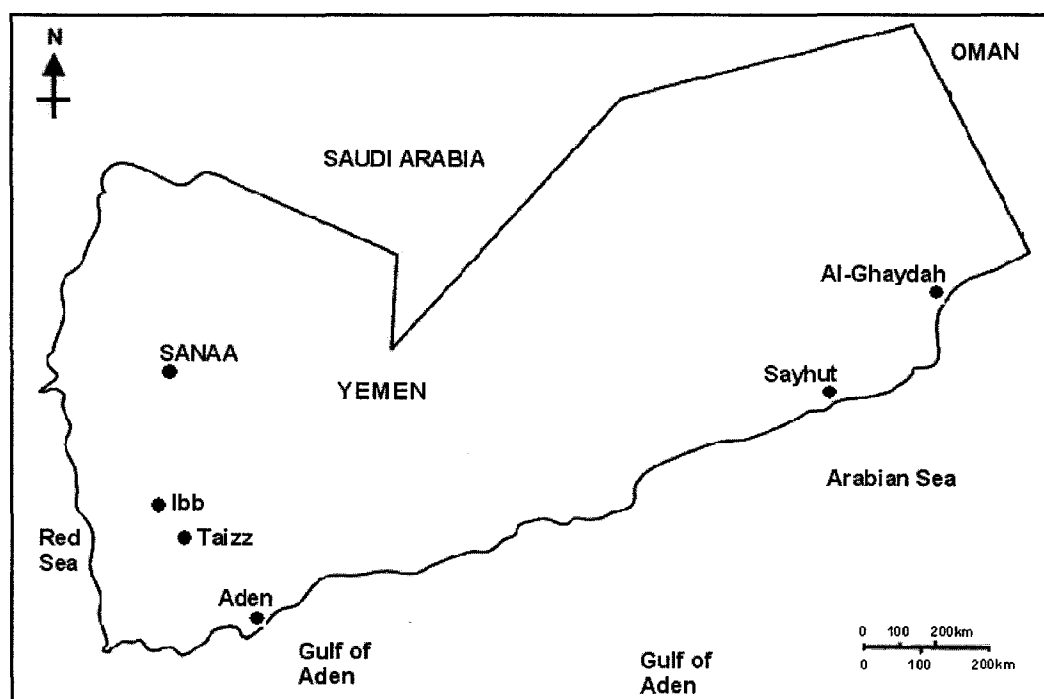 N
OMAN
SAUDI ARABIA
Al-Ghaydah
SANAA
YEMEN
Sayhut
Arabian Sea
Ibb
Red
Sea
Taizz
Aden
Gulf of
Aden
Gulf of
Aden
0 100 200km
0 100 200km